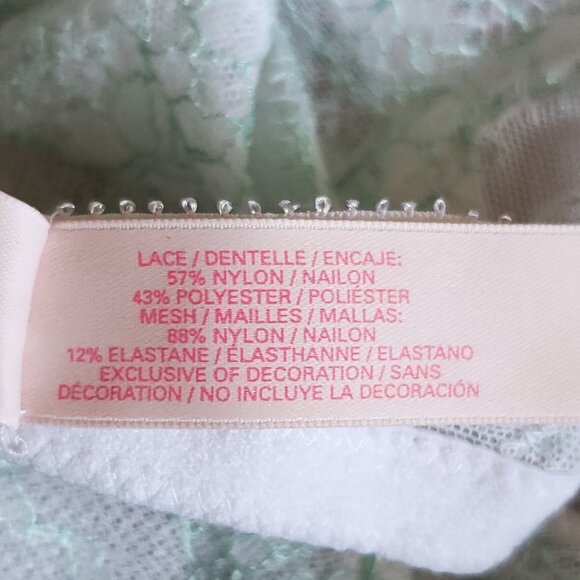 LACE / DENTELLE / ENCAJE:
57% NYLON / NAILON
43% POLYESTER / POLIÉSTER
MESH / MAILLES / MALLAS:
88% NYLON / NAILON
12% ELASTANE / ÉLASTHANNE / ELASTANO
EXCLUSIVE OF DECORATION / SANS
DÉCORATION / NO INCLUYE LA DECORACIÓN